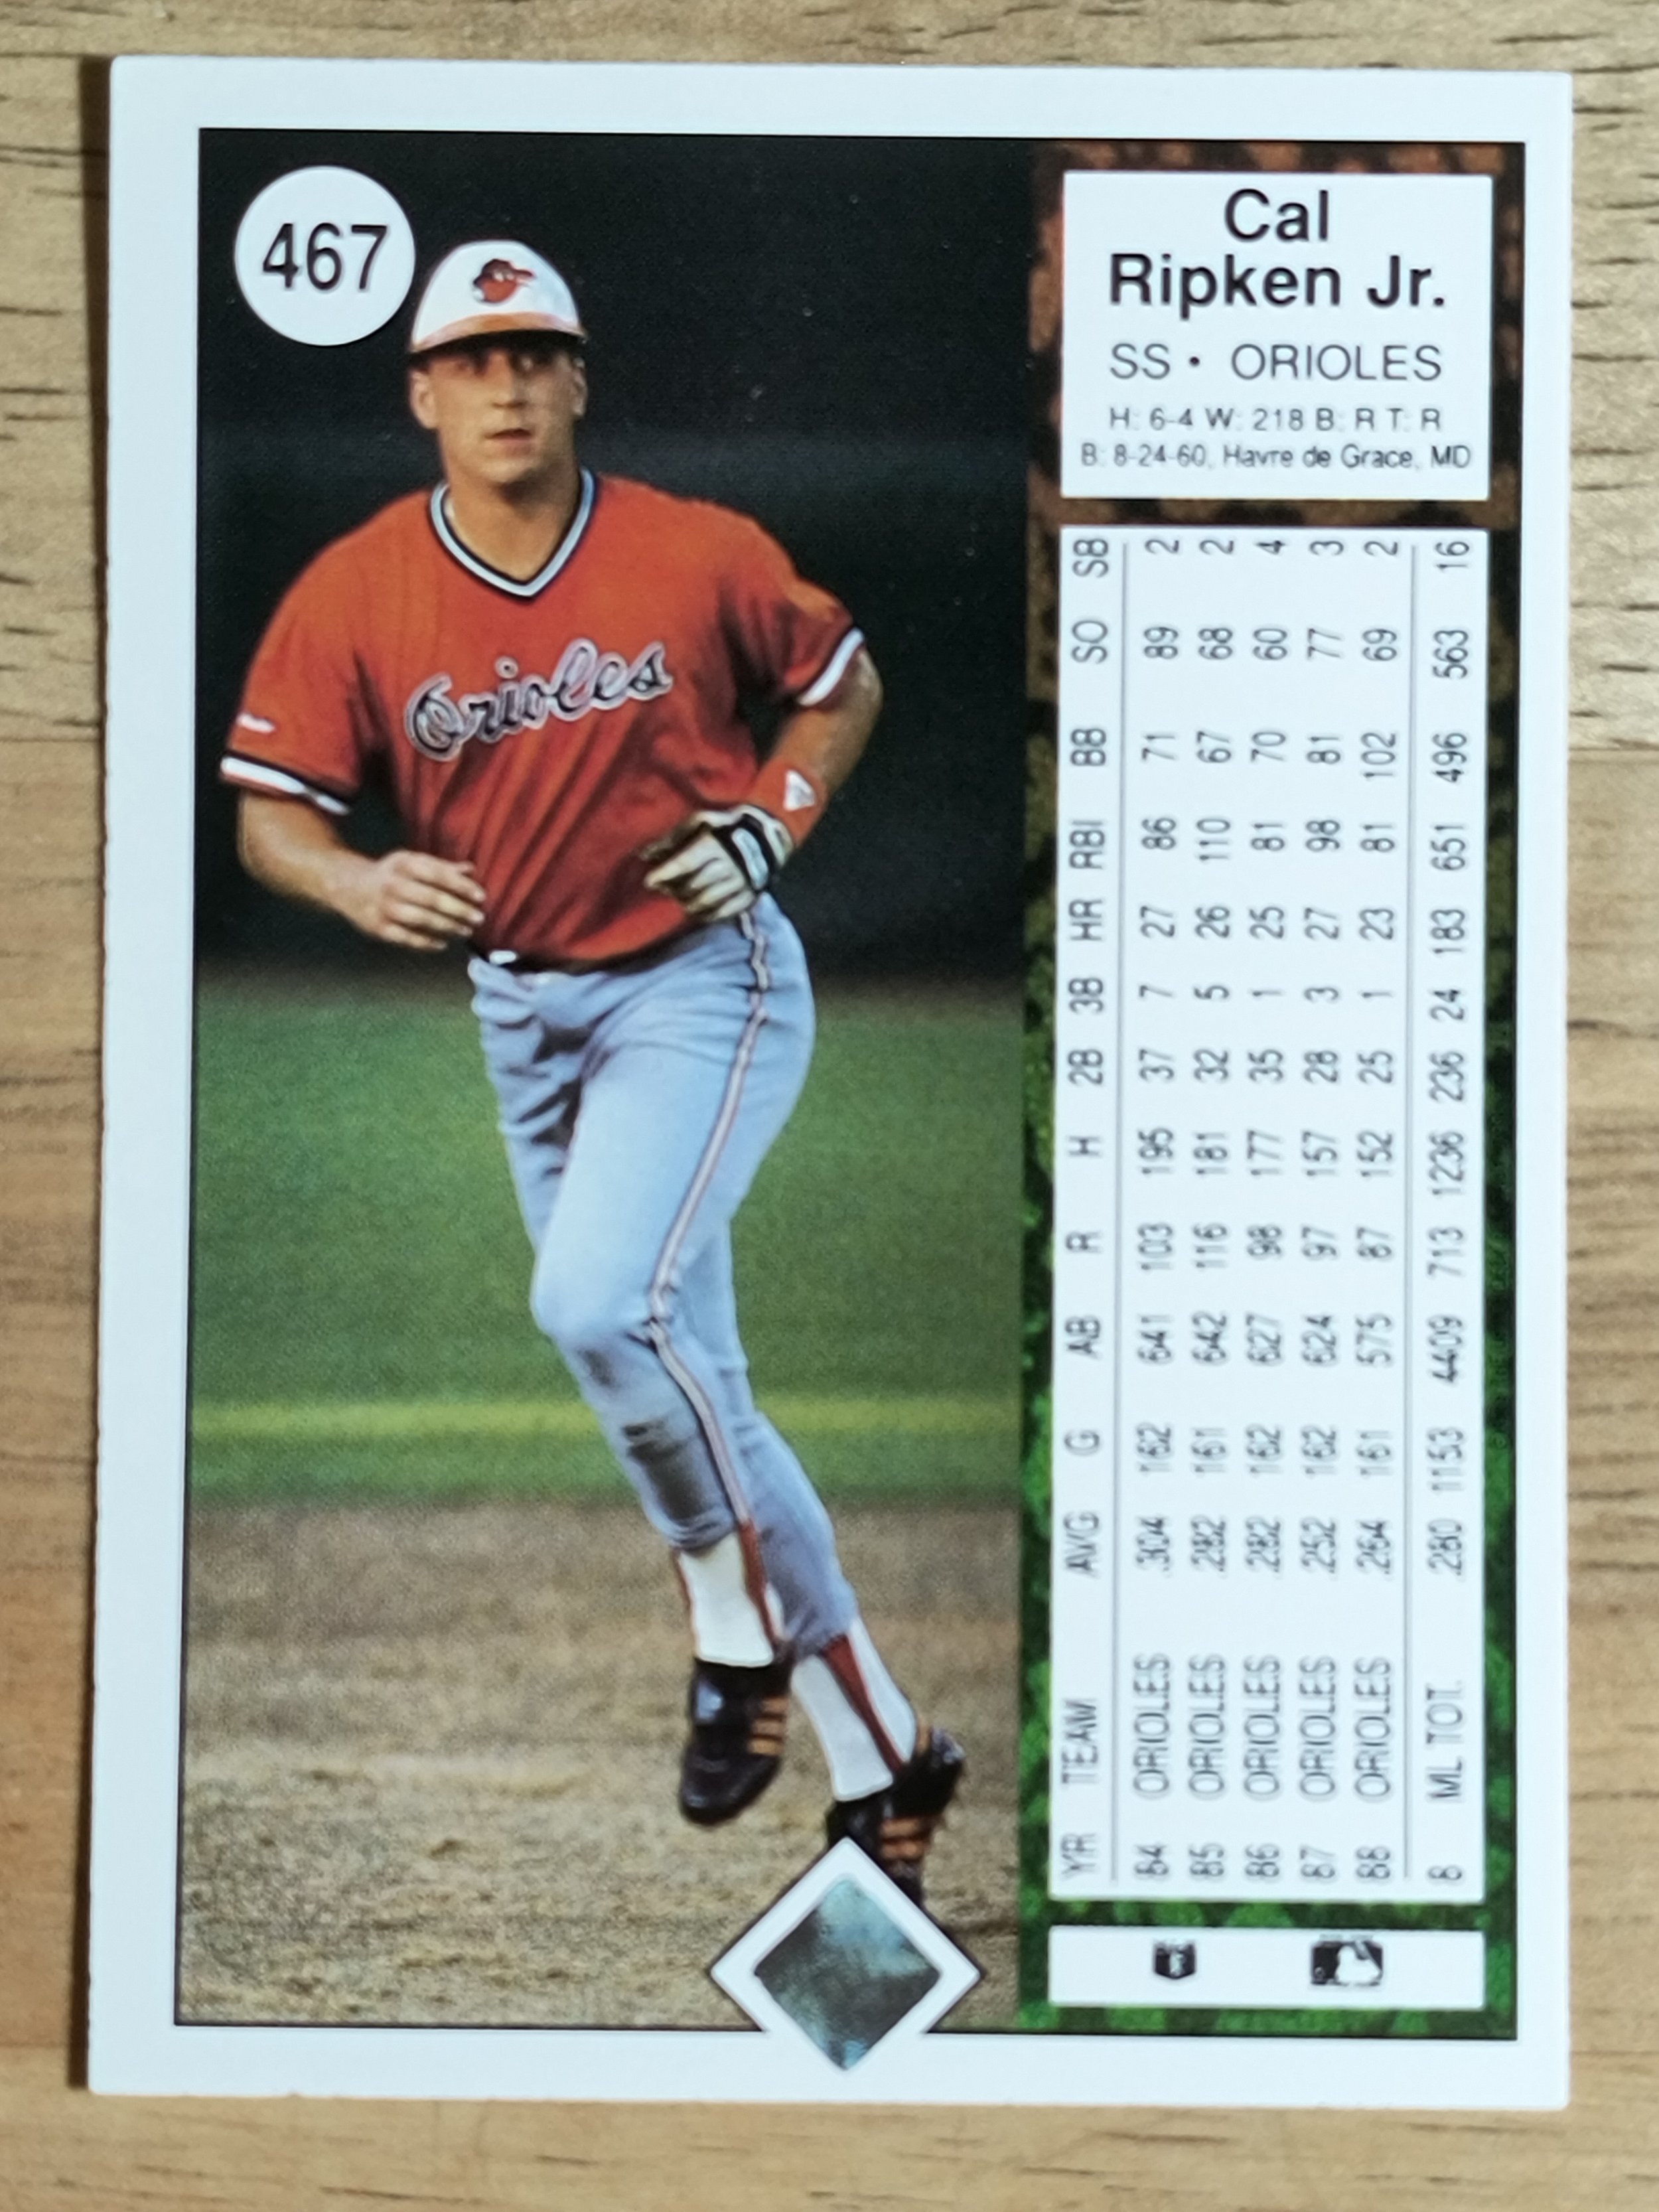 467
Orioles
Cal
Ripken Jr.
SS • ORIOLES
H: 6-4 W: 218 B: R T: R
B: 8-24-60, Havre de Grace, MD
YR TEAM AVG G AB R H 2B 3B HR RBI BB SO SB
84 ORIOLES .304 162 641 103 195 37 7 27 86 71 89 2
85 ORIOLES .282 161 642 116 181 32 5 26 110 67 68 2
86 ORIOLES .282 162 627 98 177 35 1 25 81 70 60 4
87 ORIOLES .252 162 624 97 157 28 3 27 98 81 77 3
88 ORIOLES .264 161 575 87 152 25 1 23 81 102 69 2
8 ML TOT. .280 1153 4409 713 1236 236 24 183 651 496 563 16